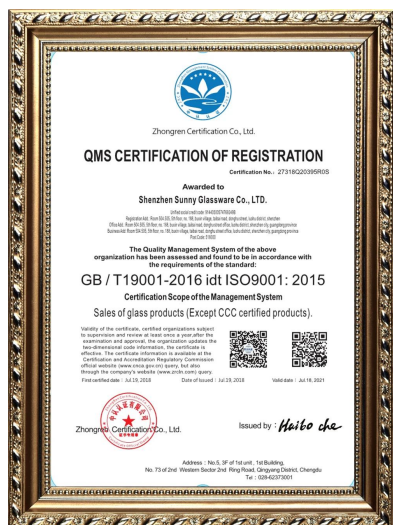 Zhongren Certification Co., Ltd.
QMS CERTIFICATION OF REGISTRATION
Certification No.: 27318Q20395R0S
Awarded to
Shenzhen Sunny Glassware Co., LTD.
The Quality Management System of the above
organization has been assessed and found to be in accordance with
the requirements of the standard:
GB / T19001-2016 idt ISO9001: 2015
Certification Scope of the Management System
Sales of glass products (Except CCC certified products).
Validity of the certificate, certified organizations subject
to supervision and review at least once a year,after the
examination and approval, the organization updates the
two-dimensional code information, the certificate is
effective. The certificate information is available at the
Certification and Accreditation Regulatory Commission
official website (www.cnca.gov.cn) query, but also
through the company's website (www.zrcln.com) query.
First certified date : Jul 19, 2018 Date of Issued : Jul 19, 2018 Valid date : Jul 18, 2021
Zhongren Certification Co., Ltd.
Issued by : Haibo che
Address : No.5, 3F of 1st unit , 1st Building,
No. 73 of 2nd Western Sector 2nd Ring Road, Qingyang District, Chengdu
Tel : 028-62373001